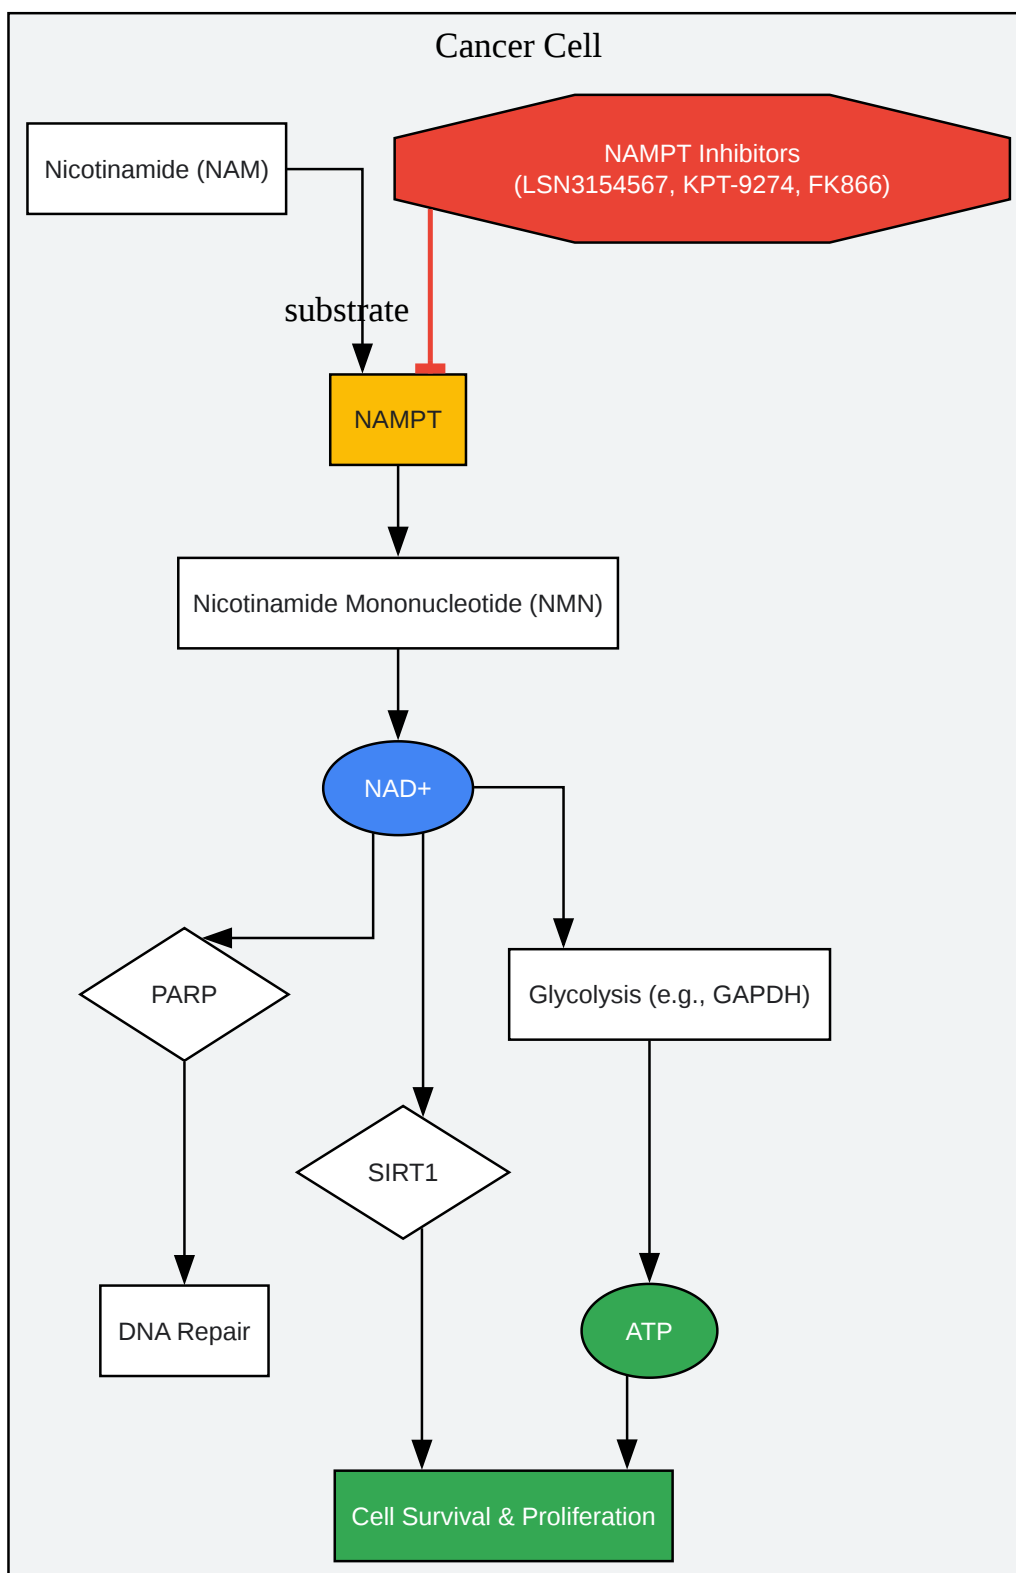 Cancer Cell
Nicotinamide (NAM)
NAMPT Inhibitors
(LSN3154567, KPT-9274, FK866)
substrate
NAMPT
Nicotinamide Mononucleotide (NMN)
NAD+
PARP
Glycolysis (e.g., GAPDH)
SIRT1
DNA Repair
ATP
Cell Survival & Proliferation